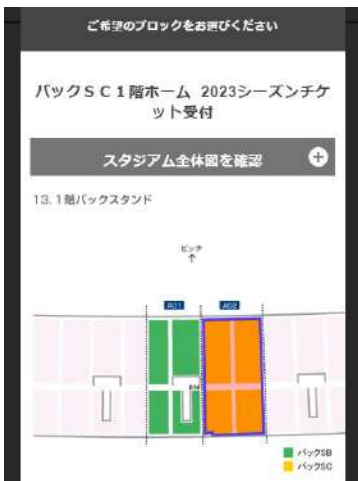 ご希望のブロックをお選びください
バックSC1階ホーム 2023シーズンチケ
ット受付
スタジアム全体図を確認
13. 1階バックスタンド
ピッチ
↑
A01 A02
バックSB
バックSC